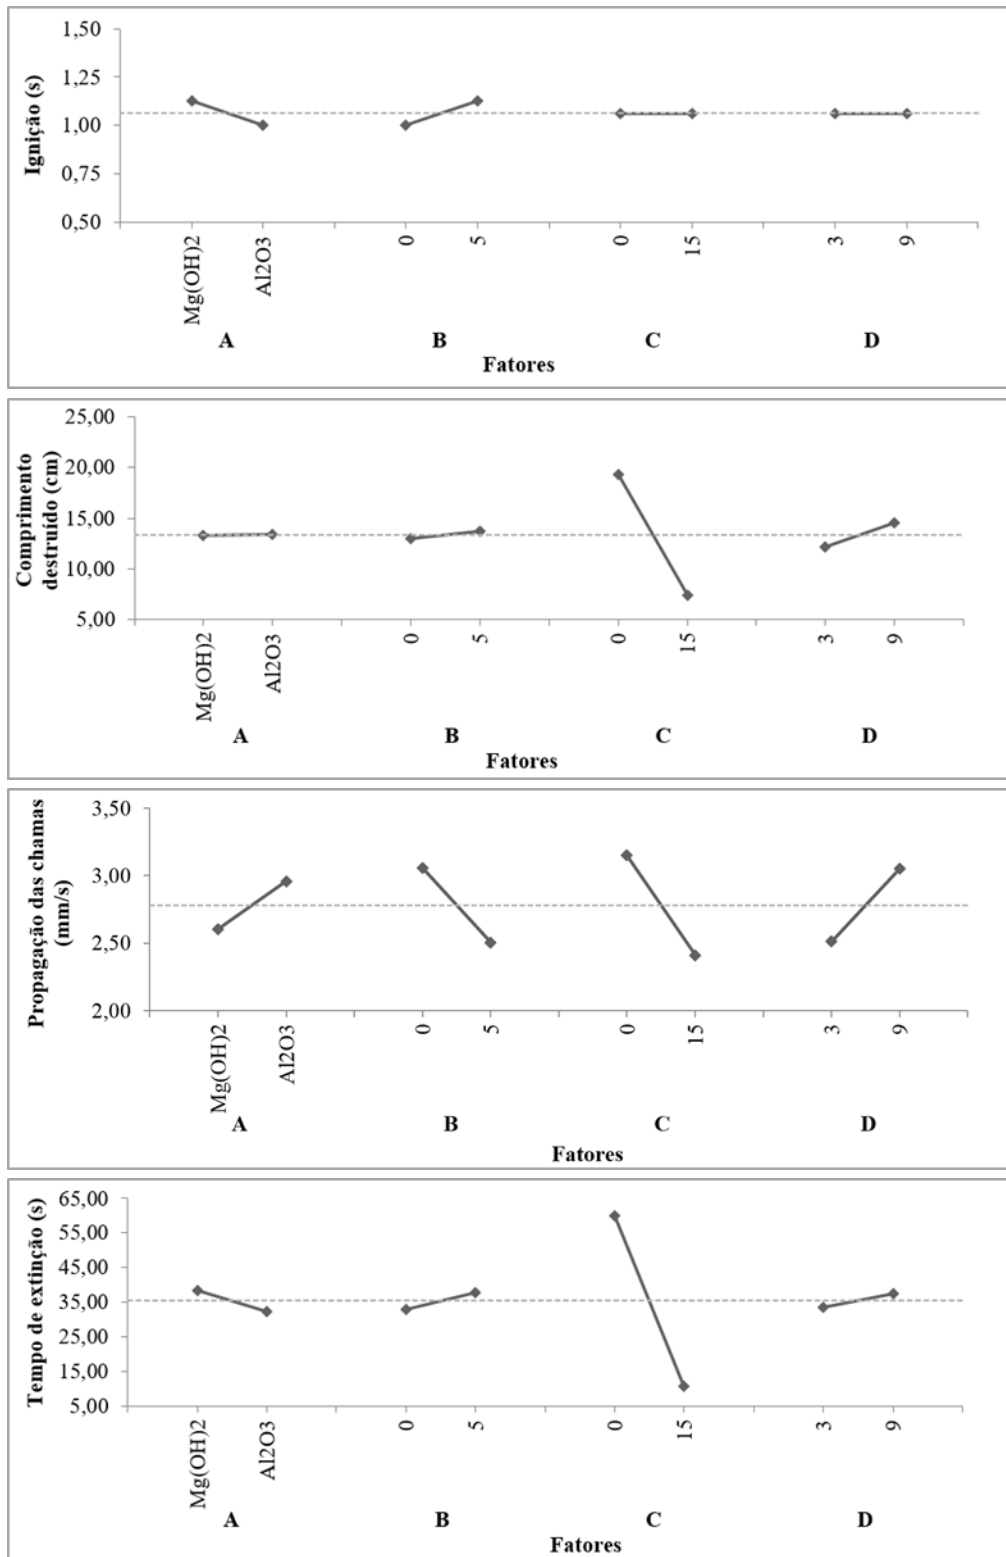 Ignição (s)
1,50
1,25
1,00
0,75
0,50
Mg(OH)2 Al2O3 0 5 0 15 3 9
A B C D
Fatores
Comprimento
destruído (cm)
25,00
20,00
15,00
10,00
5,00
Mg(OH)2 Al2O3 0 5 0 15 3 9
A B C D
Fatores
Propagação das chamas
(mm/s)
3,50
3,00
2,50
2,00
Mg(OH)2 Al2O3 0 5 0 15 3 9
A B C D
Fatores
Tempo de extinção (s)
65,00
55,00
45,00
35,00
25,00
15,00
5,00
Mg(OH)2 Al2O3 0 5 0 15 3 9
A B C D
Fatores